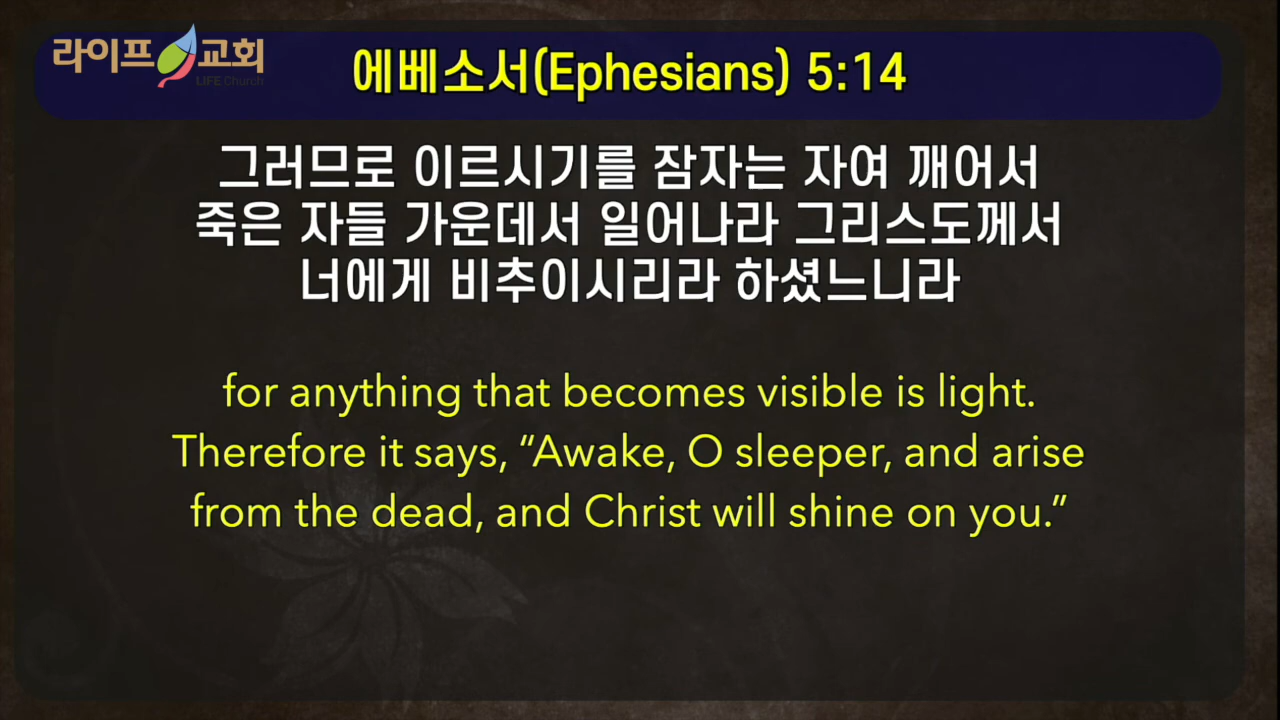 라이프 교회
LIFE Church
에베소서(Ephesians) 5:14
그러므로 이르시기를 잠자는 자여 깨어서
죽은 자들 가운데서 일어나라 그리스도께서
너에게 비추이시리라 하셨느니라
for anything that becomes visible is light.
Therefore it says, “Awake, O sleeper, and arise
from the dead, and Christ will shine on you.”